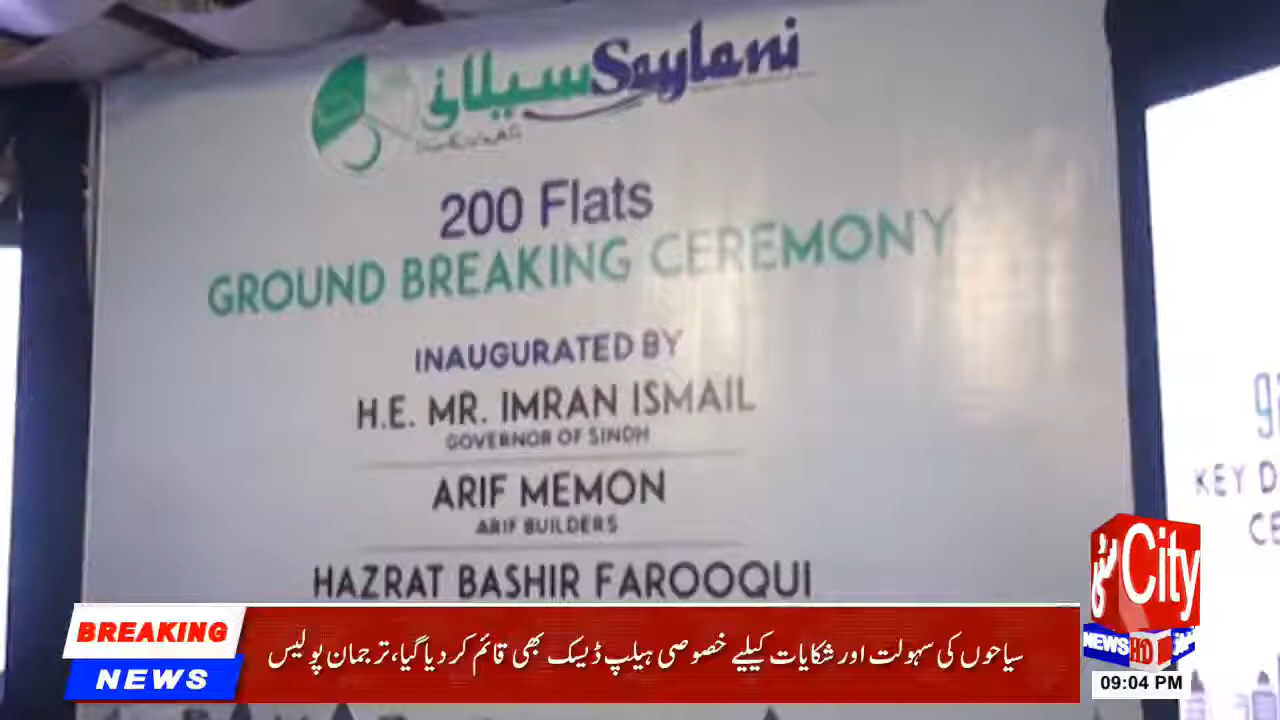 سیلانی Saylani
200 Flats
GROUND BREAKING CEREMONY
INAUGURATED BY
H.E. MR. IMRAN ISMAIL
GOVERNOR OF SINDH
ARIF MEMON
ARIF BUILDERS
HAZRAT BASHIR FAROOQUI
KEY D
BREAKING
NEWS
سیاحوں کی سہولت اور شکایات کیلیے خصوصی ہیلپ ڈیسک بھی قائم کر دیا گیا، ترجمان پولیس
سٹی City
NEWS HD نیوز
09:04 PM